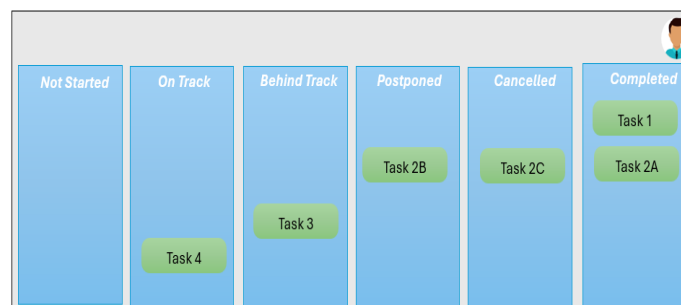 Not Started
On Track
Behind Track
Postponed
Cancelled
Completed
Task 1
Task 2B
Task 2C
Task 2A
Task 3
Task 4